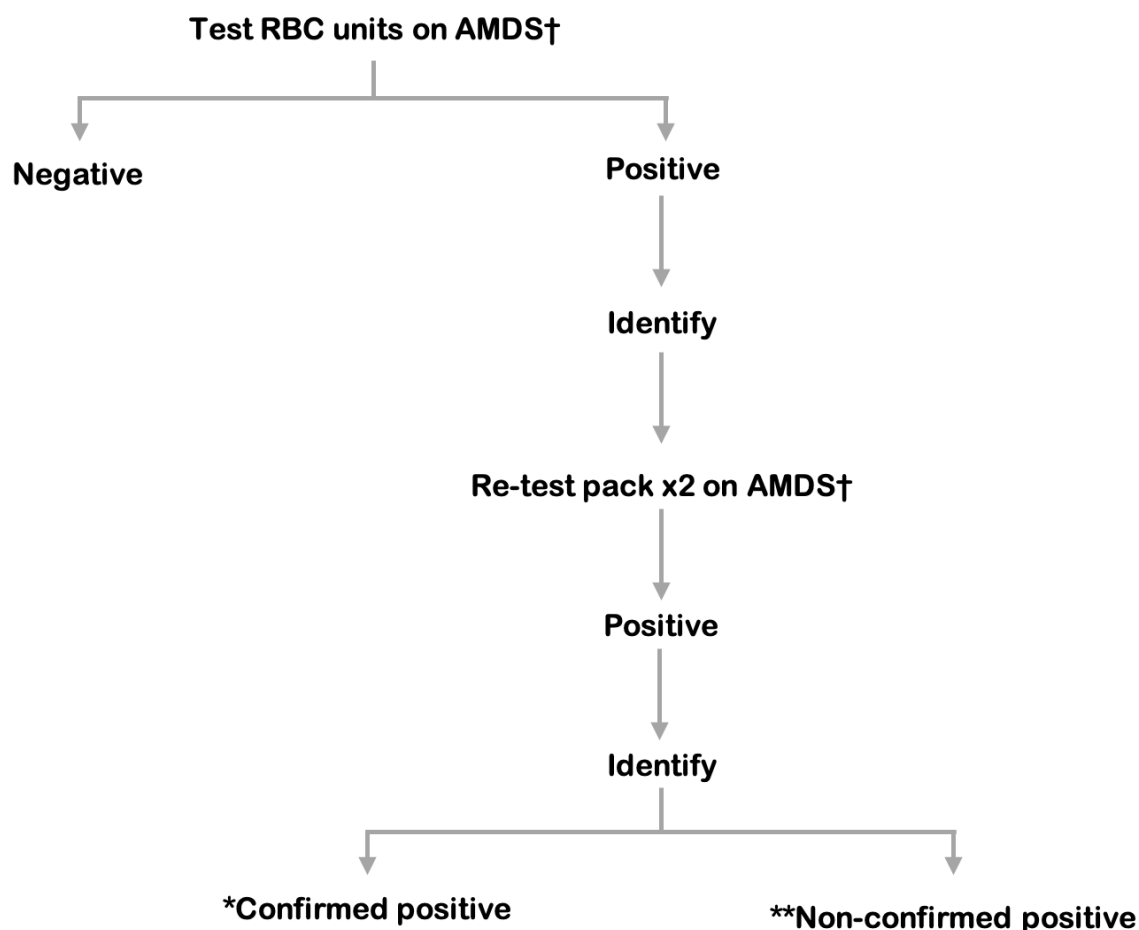 Test RBC units on AMDS†
Negative
Positive
Identify
Re-test pack x2 on AMDS†
Positive
Identify
*Confirmed positive
**Non-confirmed positive